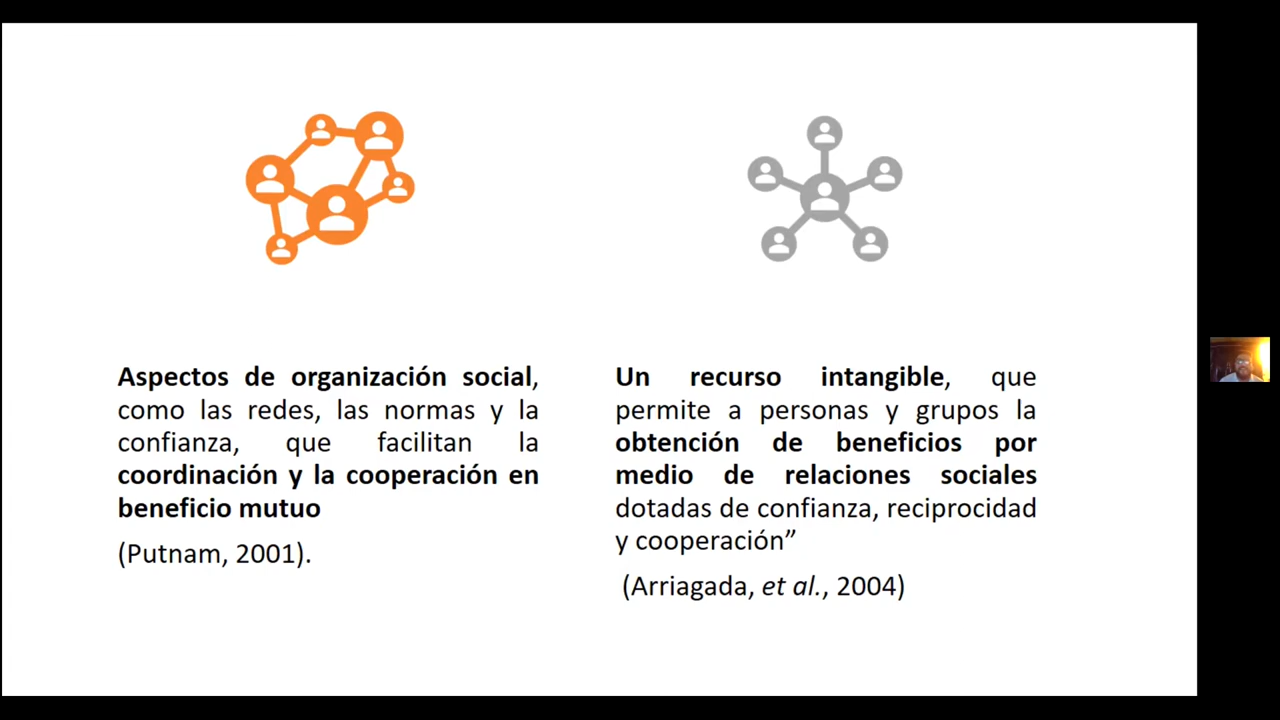 Aspectos de organización social,
como las redes, las normas y la
confianza, que facilitan la
coordinación y la cooperación en
beneficio mutuo
(Putnam, 2001).
Un recurso intangible, que
permite a personas y grupos la
obtención de beneficios por
medio de relaciones sociales
dotadas de confianza, reciprocidad
y cooperación”
(Arriagada, et al., 2004)